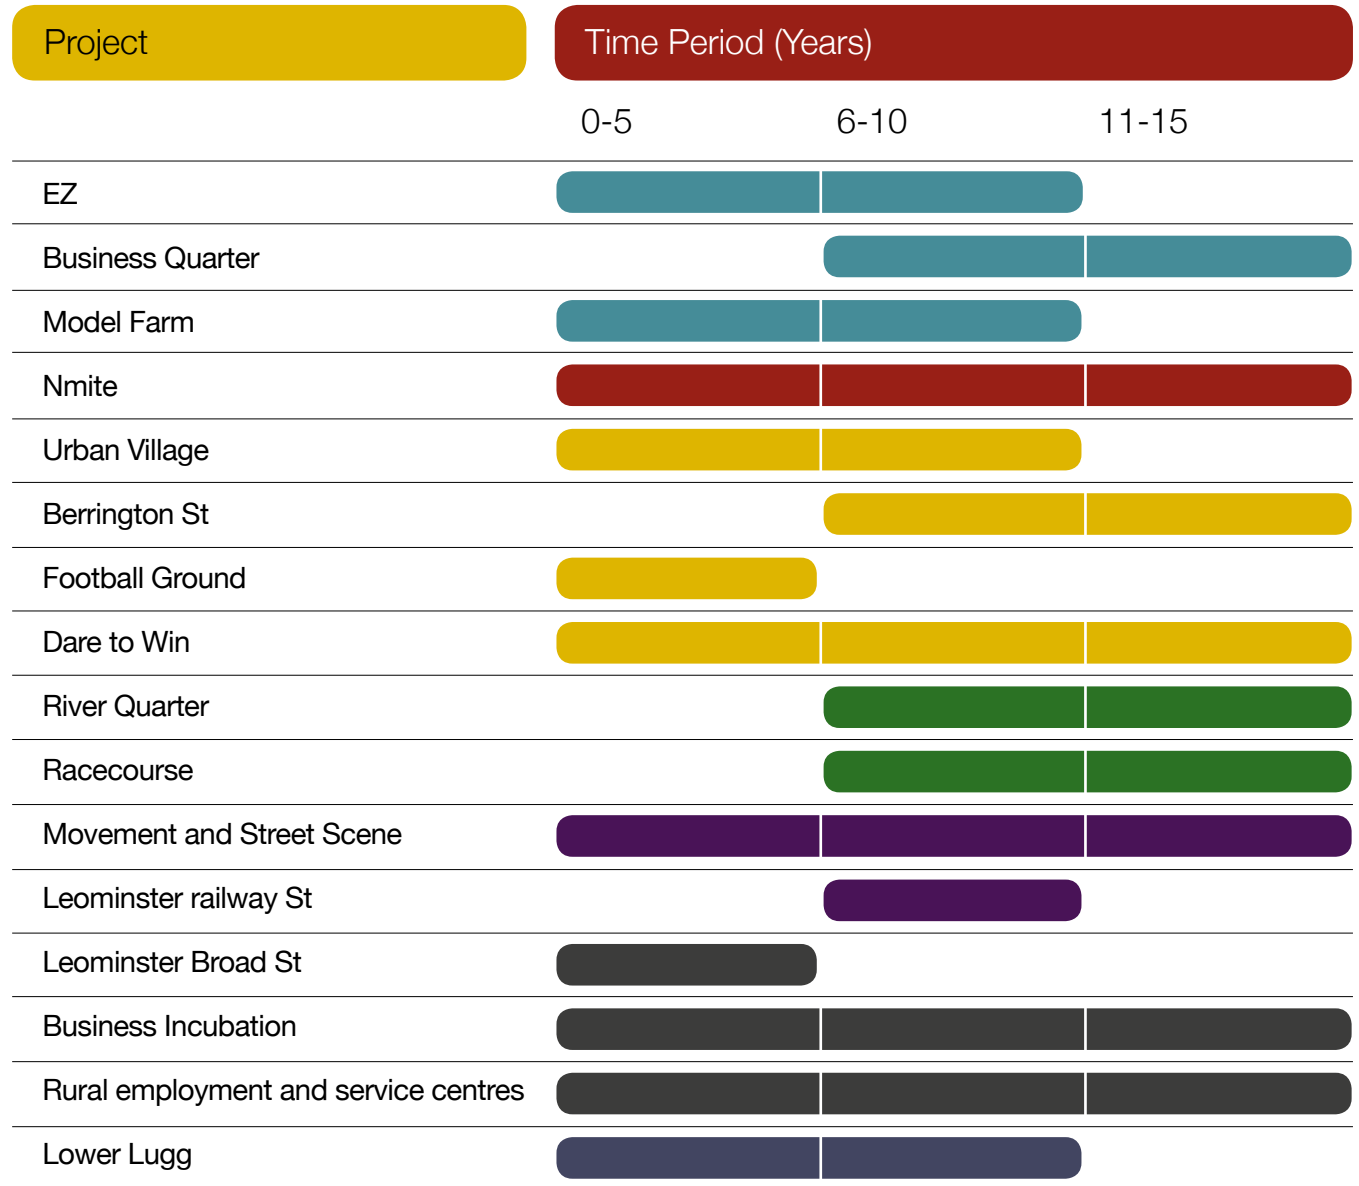 Project
Time Period (Years)
0-5 6-10 11-15
EZ
Business Quarter
Model Farm
Nmite
Urban Village
Berrington St
Football Ground
Dare to Win
River Quarter
Racecourse
Movement and Street Scene
Leominster railway St
Leominster Broad St
Business Incubation
Rural employment and service centres
Lower Lugg